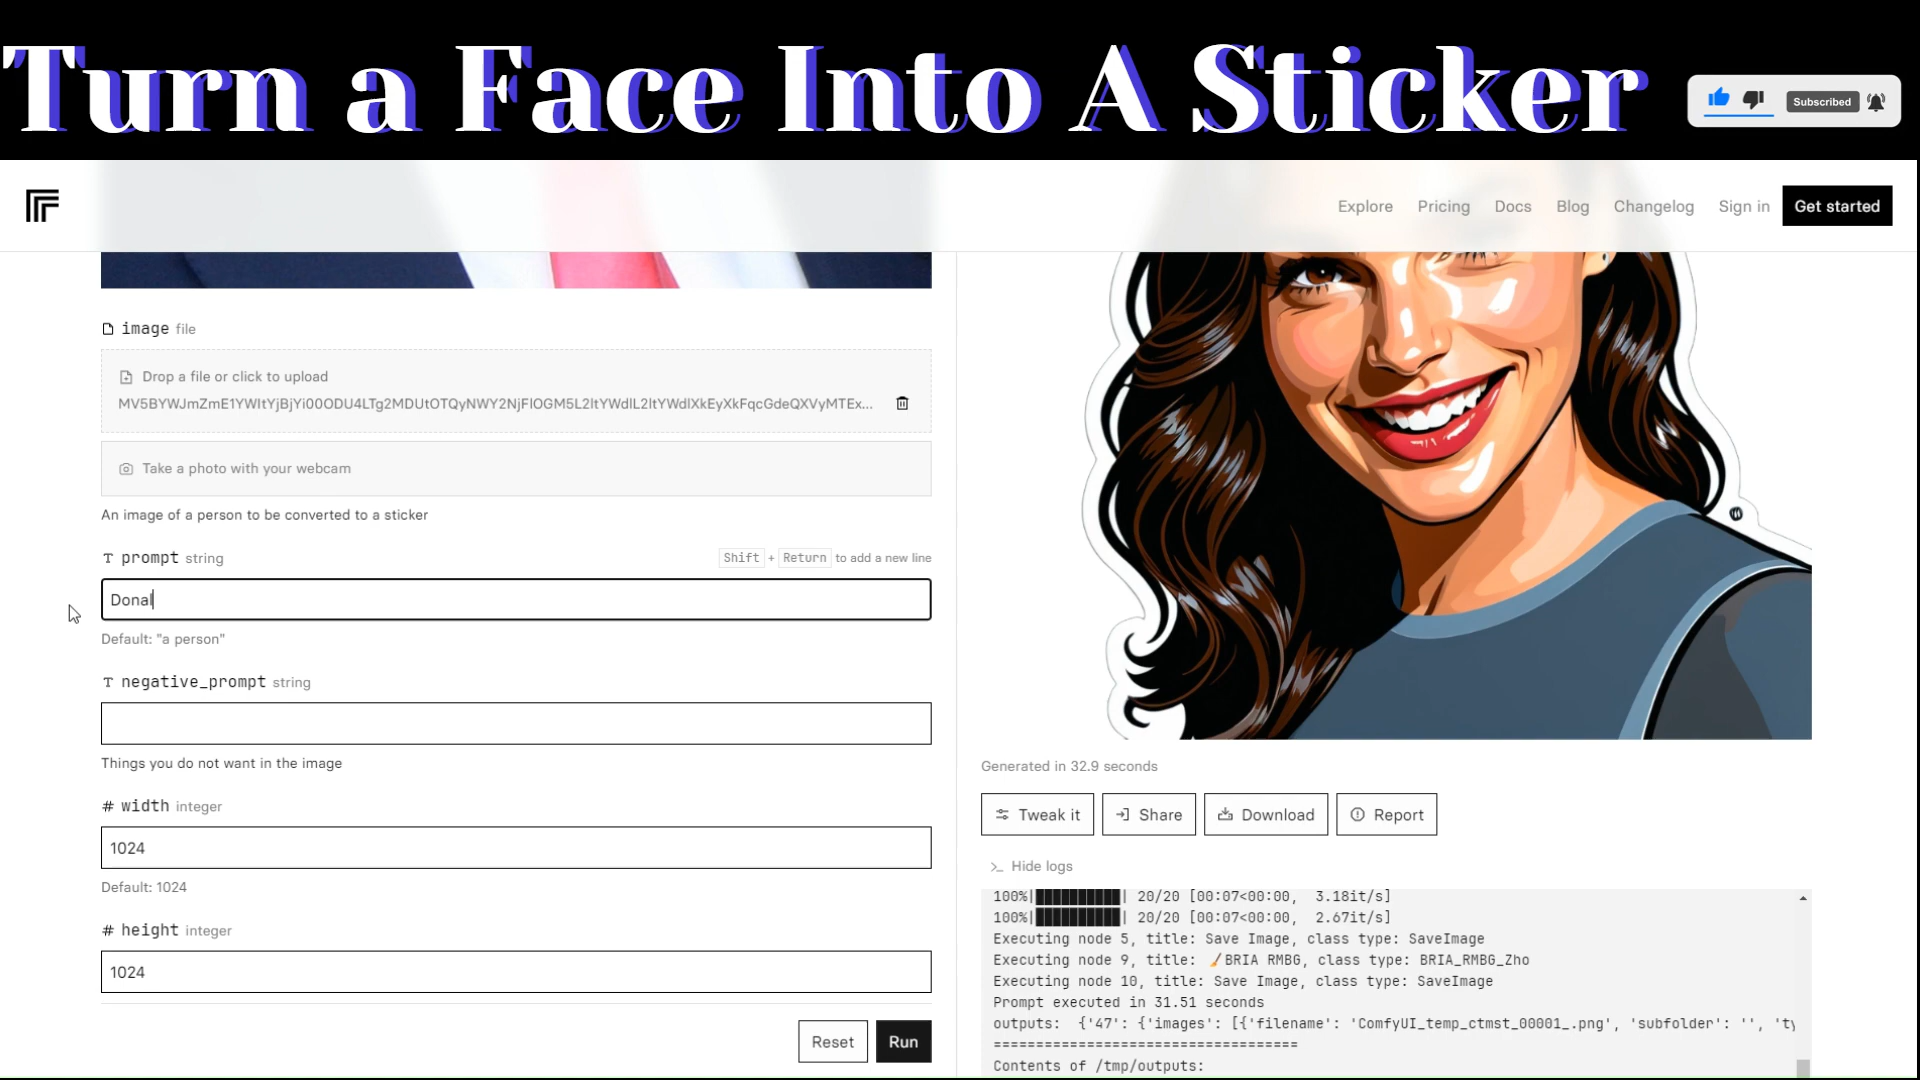 Turn a Face Into A Sticker
Subscribed
Explore Pricing Docs Blog Changelog Sign in Get started
image file
Drop a file or click to upload
MV5BYWJmZmE1YWItYjBjYi00ODU4LTg2MDUtOTQyNWY2NjFlOGM5L2ltYWdlL2ltYWdlXkEyXkFqcGdeQXVyMTEx...
Take a photo with your webcam
An image of a person to be converted to a sticker
T prompt string
Shift + Return to add a new line
Donal
Default: "a person"
T negative_prompt string
Things you do not want in the image
# width integer
1024
Default: 1024
# height integer
1024
Reset Run
Generated in 32.9 seconds
Tweak it Share Download Report
>_ Hide logs
100%|██████████| 20/20 [00:07<00:00, 3.18it/s]
100%|██████████| 20/20 [00:07<00:00, 2.67it/s]
Executing node 5, title: Save Image, class type: SaveImage
Executing node 9, title: 🖌️BRIA RMBG, class type: BRIA_RMBG_Zho
Executing node 10, title: Save Image, class type: SaveImage
Prompt executed in 31.51 seconds
outputs: {'47': {'images': [{'filename': 'ComfyUI_temp_ctmst_00001_.png', 'subfolder': '', 'ty
====================================
Contents of /tmp/outputs: